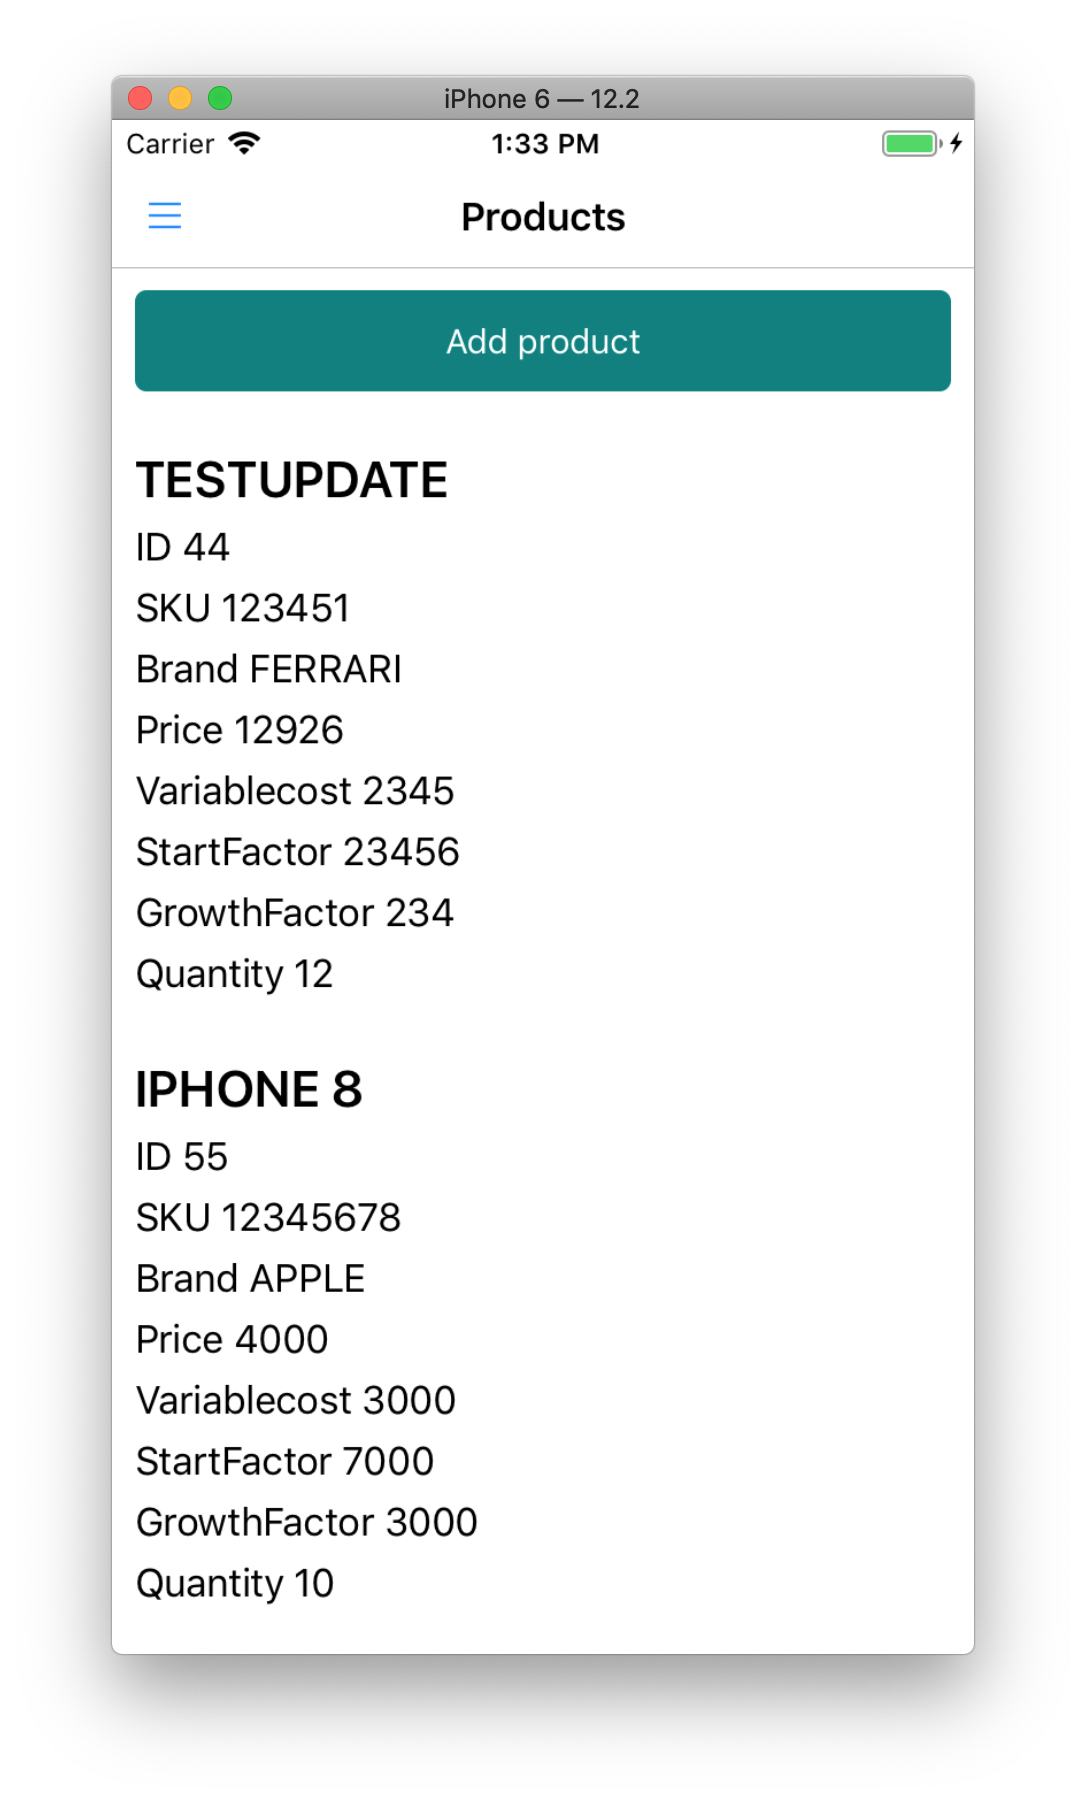 iPhone 6 — 12.2
Carrier 1:33 PM
Products
Add product
TESTUPDATE
ID 44
SKU 123451
Brand FERRARI
Price 12926
Variablecost 2345
StartFactor 23456
GrowthFactor 234
Quantity 12
IPHONE 8
ID 55
SKU 12345678
Brand APPLE
Price 4000
Variablecost 3000
StartFactor 7000
GrowthFactor 3000
Quantity 10